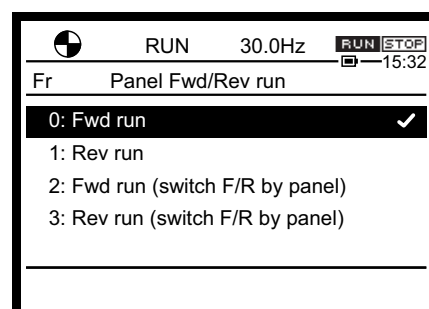 RUN 30.0Hz RUN STOP
15:32
Fr Panel Fwd/Rev run
0: Fwd run
1: Rev run
2: Fwd run (switch F/R by panel)
3: Rev run (switch F/R by panel)